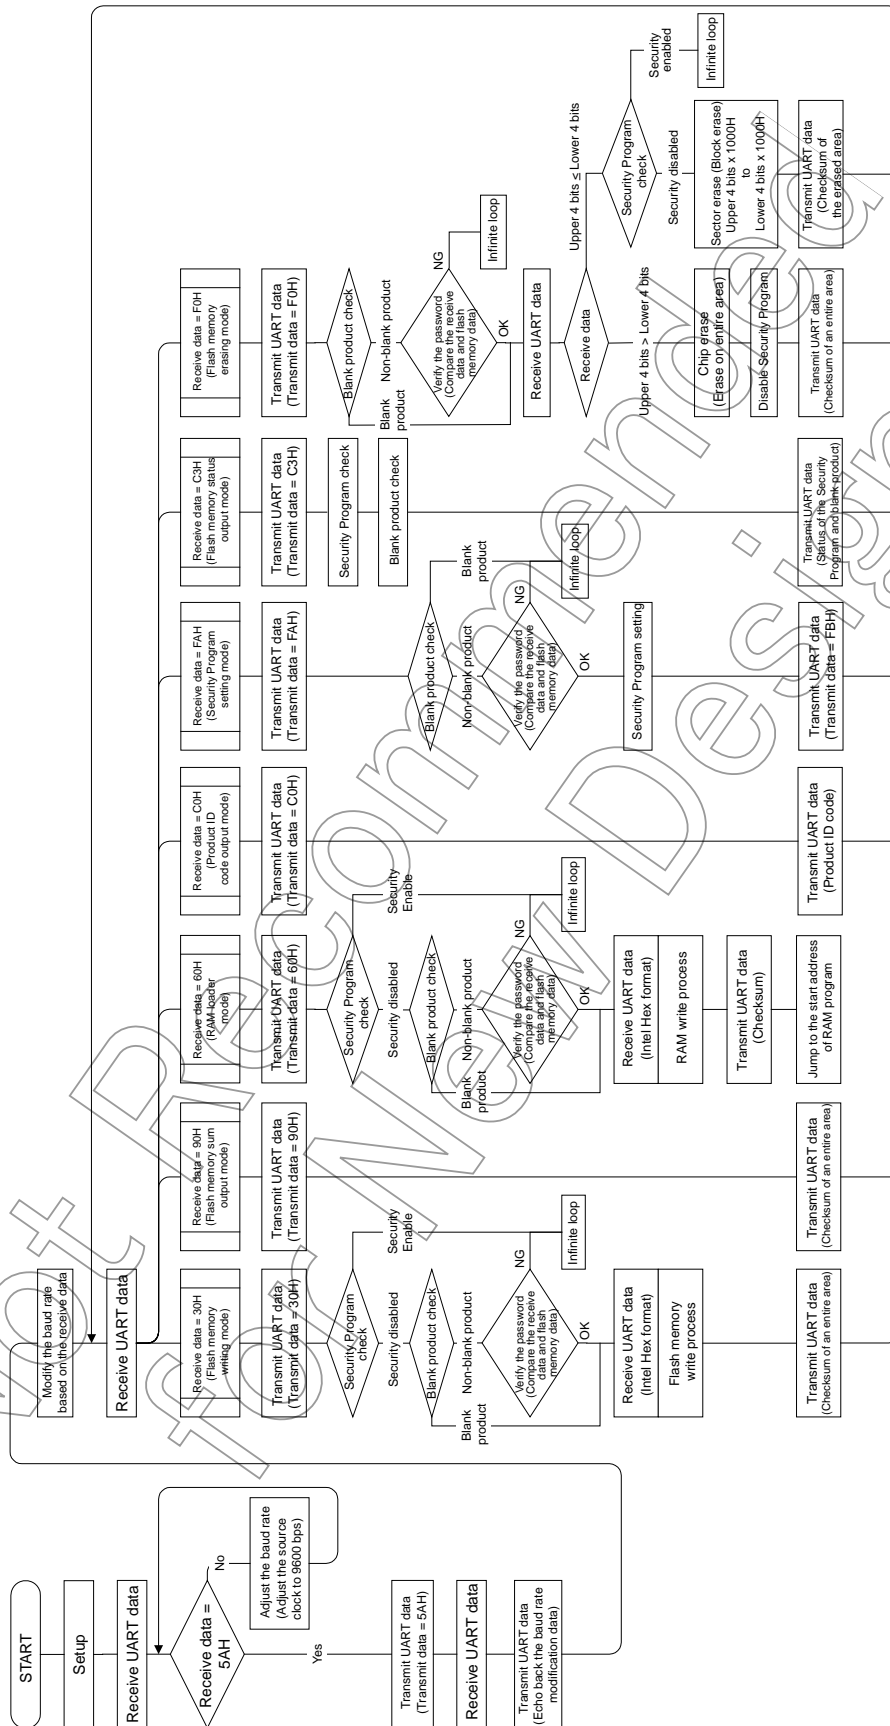 START
Setup
Receive UART data
Receive data =
5AH
No
Adjust the baud rate
(Adjust the source
clock to 9600 bps)
Yes
Transmit UART data
(Transmit data = 5AH)
Receive UART data
Transmit UART data
(Echo back the baud rate
modification data)
Modify the baud rate
based on the receive data
Receive UART data
Receive data = 30H
(Flash memory
writing mode)
Transmit UART data
(Transmit data = 30H)
Security Program
check
Security
Enable
Security disabled
Blank product check
Blank
product
Non-blank product
Verify the password
(Compare the receive
data and flash
memory data)
NG
Infinite loop
OK
Receive UART data
(Intel Hex format)
Flash memory
write process
Transmit UART data
(Checksum of an entire area)
Receive data = 90H
(Flash memory sum
output mode)
Transmit UART data
(Transmit data = 90H)
Transmit UART data
(Checksum of an entire area)
Receive data = 60H
(RAM loader
mode)
Transmit UART data
(Transmit data = 60H)
Security Program
check
Security
Enable
Security disabled
Blank product check
Blank
product
Non-blank product
Verify the password
(Compare the receive
data and flash
memory data)
NG
Infinite loop
OK
Receive UART data
(Intel Hex format)
RAM write process
Transmit UART data
(Checksum)
Jump to the start address
of RAM program
Receive data = C0H
(Product ID
code output mode)
Transmit UART data
(Transmit data = C0H)
Transmit UART data
(Product ID code)
Receive data = FAH
(Security Program
setting mode)
Transmit UART data
(Transmit data = FAH)
Blank product check
Blank
product
Non-blank product
Verify the password
(Compare the receive
data and flash
memory data)
NG
Infinite loop
OK
Security Program setting
Transmit UART data
(Transmit data = FBH)
Receive data = C3H
(Flash memory status
output mode)
Transmit UART data
(Transmit data = C3H)
Security Program check
Blank product check
Transmit UART data
(Status of the Security
Program and blank product)
Receive data = F0H
(Flash memory
erasing mode)
Transmit UART data
(Transmit data = F0H)
Blank product check
Blank
product
Non-blank product
Verify the password
(Compare the receive
data and flash
memory data)
NG
Infinite loop
OK
Receive UART data
Receive data
Upper 4 bits > Lower 4 bits
Chip erase
(Erase on entire area)
Disable Security Program
Transmit UART data
(Checksum of an entire area)
Upper 4 bits ≤ Lower 4 bits
Security Program
check
Security
enabled
Infinite loop
Security disabled
Sector erase (Block erase)
Upper 4 bits x 1000H
to
Lower 4 bits x 1000H
Transmit UART data
(Checksum of
the erased area)
Not Recommended
for New Design